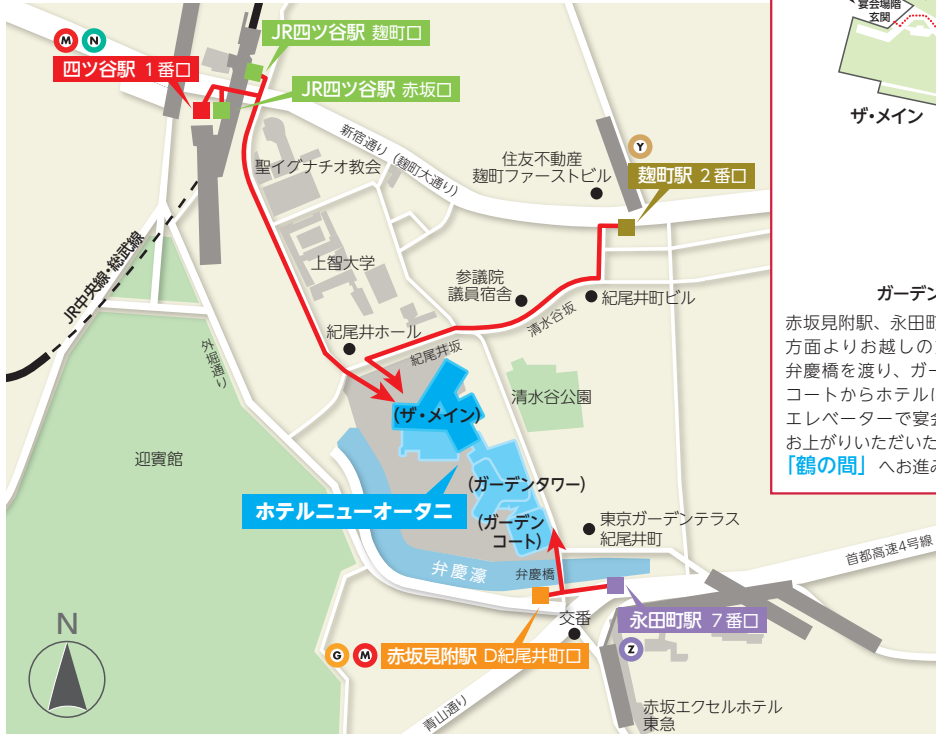 M N
四ツ谷駅 1番口
JR四ツ谷駅 麹町口
JR四ツ谷駅 赤坂口
新宿通り（麹町大通り）
聖イグナチオ教会
住友不動産
麹町ファーストビル
Y
麹町駅 2番口
JR中央線・総武線
上智大学
参議院
議員宿舎
紀尾井町ビル
清水谷坂
外堀通り
紀尾井ホール
紀尾井坂
清水谷公園
(ザ・メイン)
迎賓館
(ガーデンタワー)
ホテルニューオータニ
(ガーデン
コート)
東京ガーデンテラス
紀尾井町
首都高速4号線
弁慶濠
弁慶橋
交番
永田町駅 7番口
Z
N
G M 赤坂見附駅 D紀尾井町口
青山通り
赤坂エクセルホテル
東急
宴会場階
玄関
ザ・メイン
ガーデン
赤坂見附駅、永田町
方面よりお越しの
弁慶橋を渡り、ガー
コートからホテルに
エレベーターで宴会
お上がりいただいた
「鶴の間」へお進み